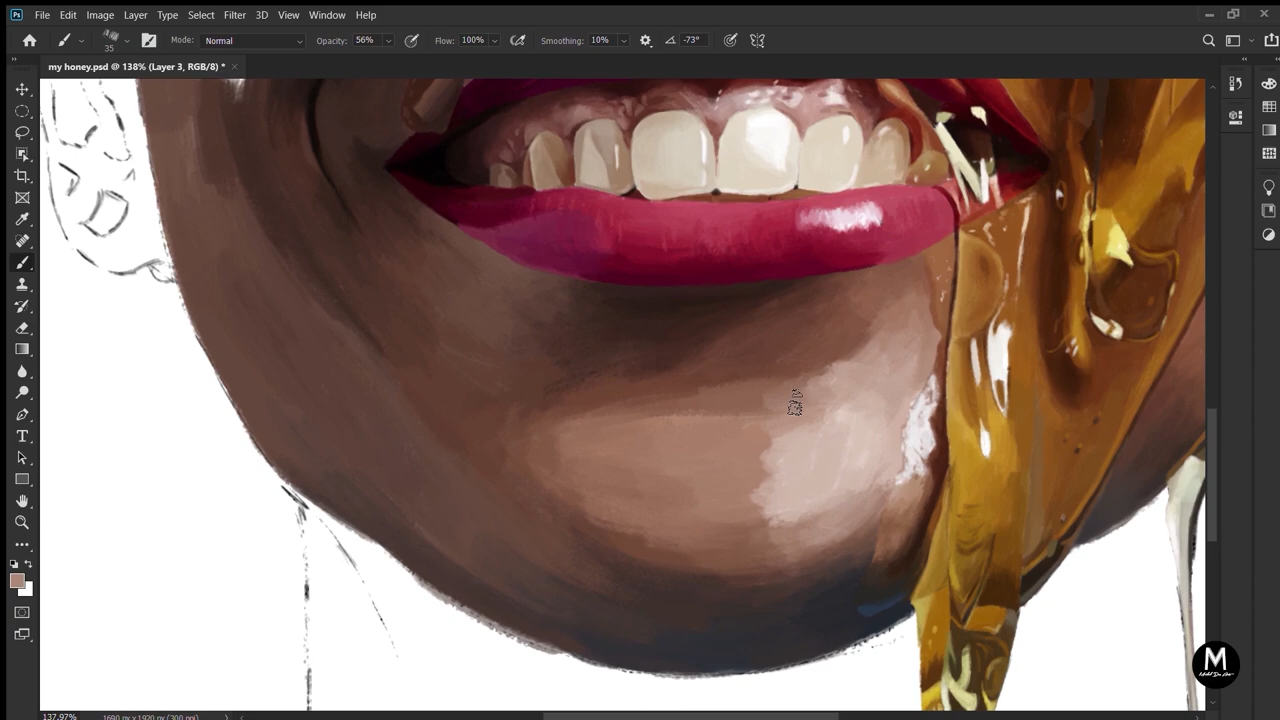 File Edit Image Layer Type Select Filter 3D View Window Help
35 Mode: Normal Opacity: 56% Flow: 100% Smoothing: 10% -73°
my honey.psd @ 138% (Layer 3, RGB/8) *
M
137.97% 1690 px x 1920 px (300 ppi)